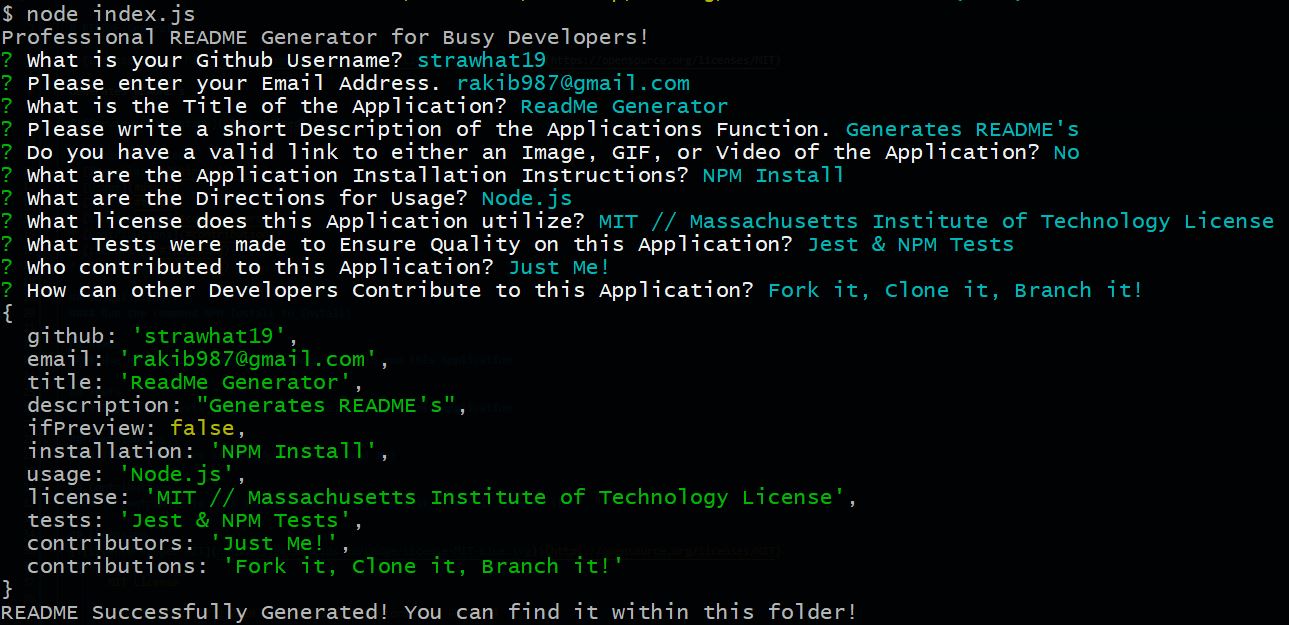 $ node index.js
Professional README Generator for Busy Developers!
? What is your Github Username? strawhat19
? Please enter your Email Address. rakib987@gmail.com
? What is the Title of the Application? ReadMe Generator
? Please write a short Description of the Applications Function. Generates README's
? Do you have a valid link to either an Image, GIF, or Video of the Application? No
? What are the Application Installation Instructions? NPM Install
? What are the Directions for Usage? Node.js
? What license does this Application utilize? MIT // Massachusetts Institute of Technology License
? What Tests were made to Ensure Quality on this Application? Jest & NPM Tests
? Who contributed to this Application? Just Me!
? How can other Developers Contribute to this Application? Fork it, Clone it, Branch it!
{
  github: 'strawhat19',
  email: 'rakib987@gmail.com',
  title: 'ReadMe Generator',
  description: "Generates README's",
  ifPreview: false,
  installation: 'NPM Install',
  usage: 'Node.js',
  license: 'MIT // Massachusetts Institute of Technology License',
  tests: 'Jest & NPM Tests',
  contributors: 'Just Me!',
  contributions: 'Fork it, Clone it, Branch it!'
}
README Successfully Generated! You can find it within this folder!